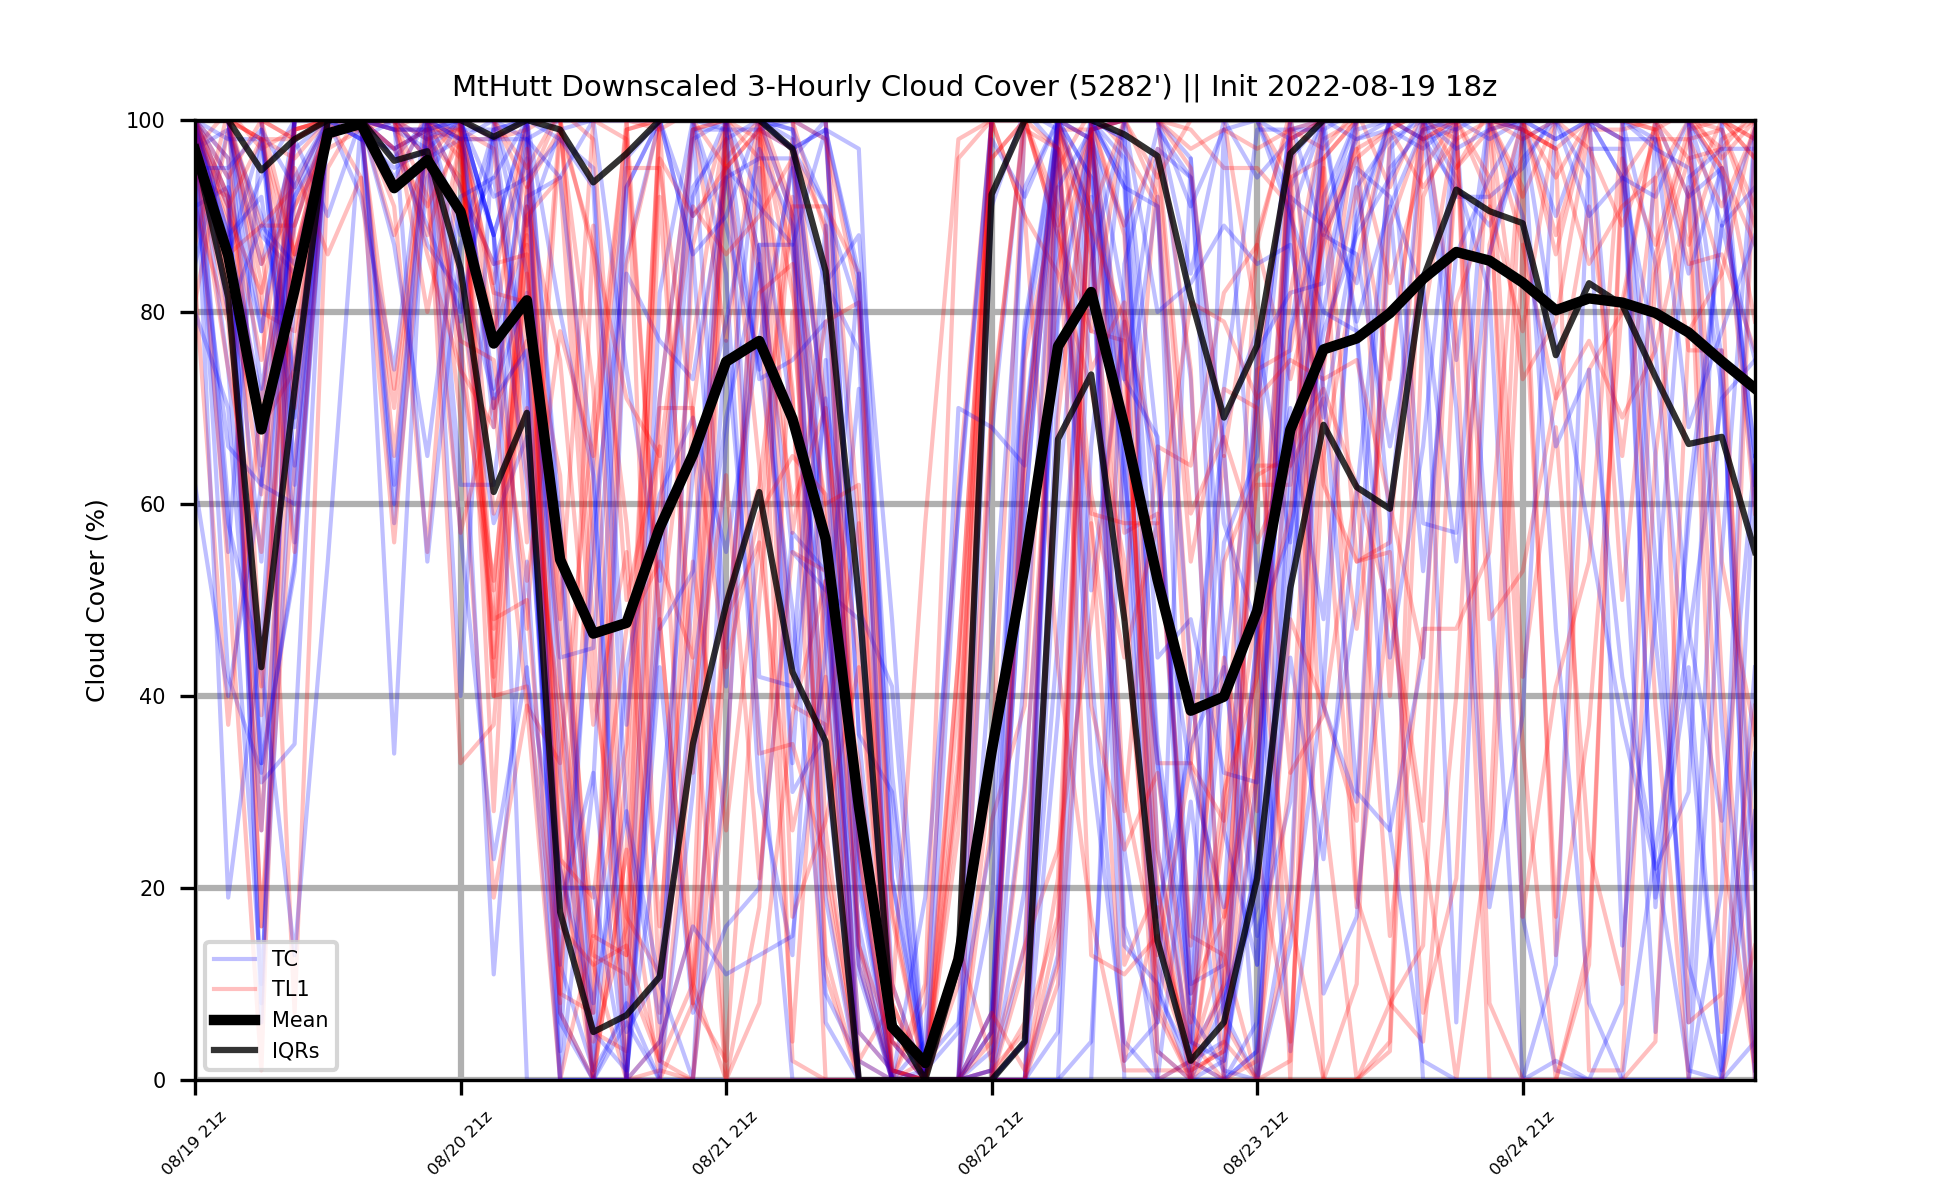 MtHutt Downscaled 3-Hourly Cloud Cover (5282') || Init 2022-08-19 18z
Cloud Cover (%)
100
80
60
40
20
0
TC
TL1
Mean
IQRs
08/19 21z
08/20 21z
08/21 21z
08/22 21z
08/23 21z
08/24 21z